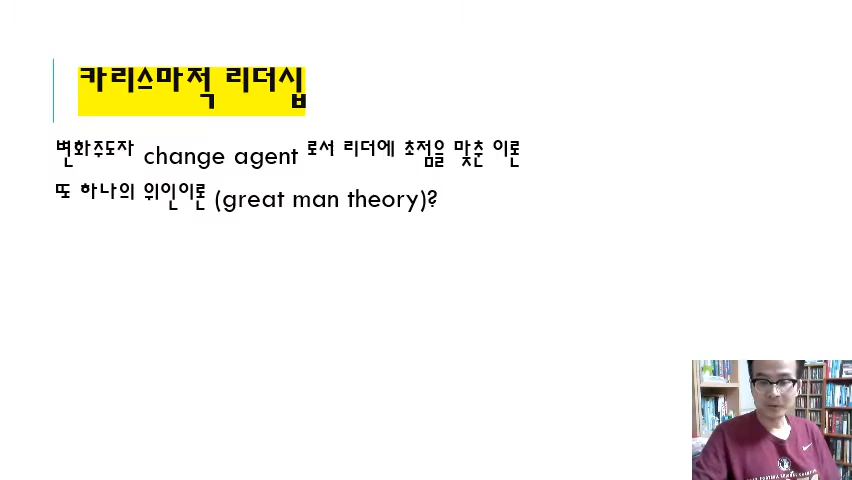 카리스마적 리더십
변화주도자 change agent 로서 리더에 초점을 맞춘 이론
또 하나의 위인이론 (great man theory)?